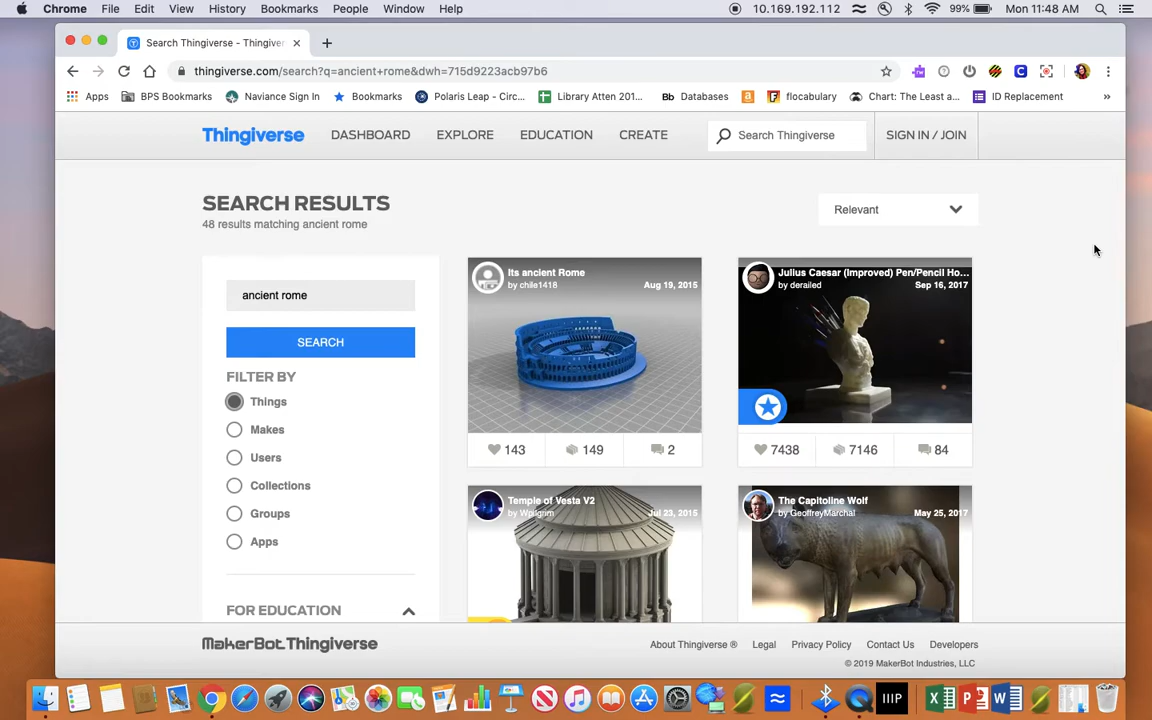 Chrome File Edit View History Bookmarks People Window Help 10.169.192.112 99% Mon 11:48 AM
Search Thingiverse - Thingiver
thingiverse.com/search?q=ancient+rome&dwh=715d9223acb97b6
Apps BPS Bookmarks Naviance Sign In Bookmarks Polaris Leap - Circ... Library Atten 201... Bb Databases a flocabulary Chart: The Least a... ID Replacement »
Thingiverse DASHBOARD EXPLORE EDUCATION CREATE Search Thingiverse SIGN IN / JOIN
SEARCH RESULTS
48 results matching ancient rome
Relevant
ancient rome
SEARCH
FILTER BY
Things
Makes
Users
Collections
Groups
Apps
FOR EDUCATION
Its ancient Rome
by chile1418 Aug 19, 2015
143 149 2
Julius Caesar (Improved) Pen/Pencil Ho...
by derailed Sep 16, 2017
7438 7146 84
Temple of Vesta V2
by Wpilgrim Jul 23, 2015
The Capitoline Wolf
by GeoffreyMarchal May 25, 2017
MakerBot Thingiverse
About Thingiverse ® Legal Privacy Policy Contact Us Developers
© 2019 MakerBot Industries, LLC
IIIP